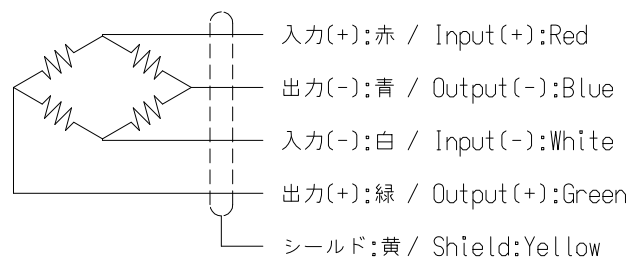 入力(+):赤 / Input(+):Red
出力(-):青 / Output(-):Blue
入力(-):白 / Input(-):White
出力(+):緑 / Output(+):Green
シールド:黄 / Shield:Yellow